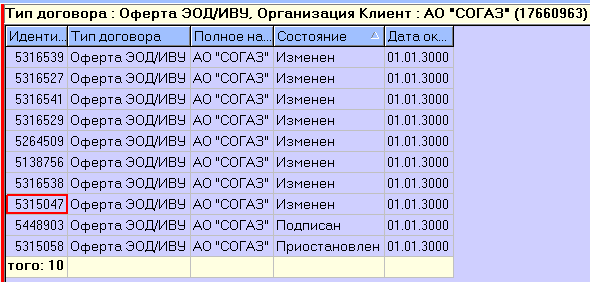 Тип договора : Оферта ЭОД/ИВУ, Организация Клиент : АО "СОГАЗ" (17660963)
Иденти... Тип договора Полное на... Состояние Дата ок...
5316539 Оферта ЭОД/ИВУ АО "СОГАЗ" Изменен 01.01.3000
5316527 Оферта ЭОД/ИВУ АО "СОГАЗ" Изменен 01.01.3000
5316541 Оферта ЭОД/ИВУ АО "СОГАЗ" Изменен 01.01.3000
5316529 Оферта ЭОД/ИВУ АО "СОГАЗ" Изменен 01.01.3000
5264509 Оферта ЭОД/ИВУ АО "СОГАЗ" Изменен 01.01.3000
5138756 Оферта ЭОД/ИВУ АО "СОГАЗ" Изменен 01.01.3000
5316538 Оферта ЭОД/ИВУ АО "СОГАЗ" Изменен 01.01.3000
5315047 Оферта ЭОД/ИВУ АО "СОГАЗ" Изменен 01.01.3000
5448903 Оферта ЭОД/ИВУ АО "СОГАЗ" Подписан 01.01.3000
5315058 Оферта ЭОД/ИВУ АО "СОГАЗ" Приостановлен 01.01.3000
того: 10